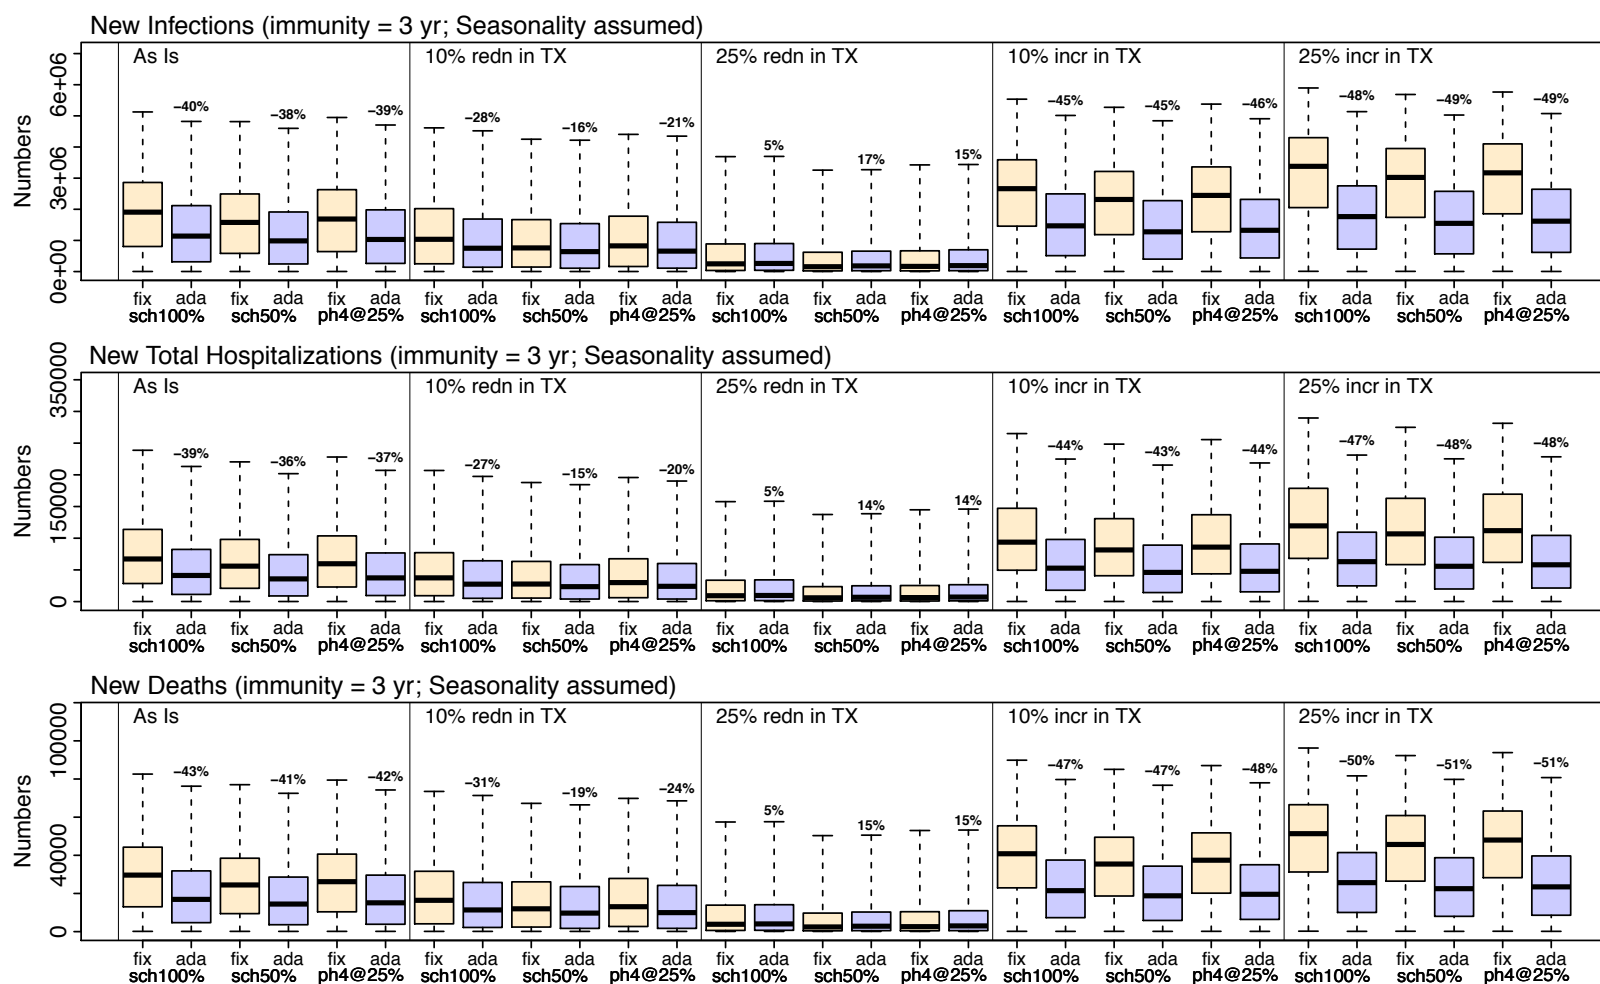 New Infections (immunity = 3 yr; Seasonality assumed)
As Is 10% redn in TX 25% redn in TX 10% incr in TX 25% incr in TX
Numbers
0e+00 3e+06 6e+06
−40% −38% −39% −28% −16% −21% 5% 17% 15% −45% −45% −46% −48% −49% −49%
fix ada fix ada fix ada fix ada fix ada fix ada fix ada fix ada fix ada fix ada fix ada fix ada fix ada fix ada fix ada
sch100% sch50% ph4@25% sch100% sch50% ph4@25% sch100% sch50% ph4@25% sch100% sch50% ph4@25% sch100% sch50% ph4@25%
New Total Hospitalizations (immunity = 3 yr; Seasonality assumed)
As Is 10% redn in TX 25% redn in TX 10% incr in TX 25% incr in TX
Numbers
0 150000 350000
−39% −36% −37% −27% −15% −20% 5% 14% 14% −44% −43% −44% −47% −48% −48%
fix ada fix ada fix ada fix ada fix ada fix ada fix ada fix ada fix ada fix ada fix ada fix ada fix ada fix ada fix ada
sch100% sch50% ph4@25% sch100% sch50% ph4@25% sch100% sch50% ph4@25% sch100% sch50% ph4@25% sch100% sch50% ph4@25%
New Deaths (immunity = 3 yr; Seasonality assumed)
As Is 10% redn in TX 25% redn in TX 10% incr in TX 25% incr in TX
Numbers
0 40000 100000
−43% −41% −42% −31% −19% −24% 5% 15% 15% −47% −47% −48% −50% −51% −51%
fix ada fix ada fix ada fix ada fix ada fix ada fix ada fix ada fix ada fix ada fix ada fix ada fix ada fix ada fix ada
sch100% sch50% ph4@25% sch100% sch50% ph4@25% sch100% sch50% ph4@25% sch100% sch50% ph4@25% sch100% sch50% ph4@25%